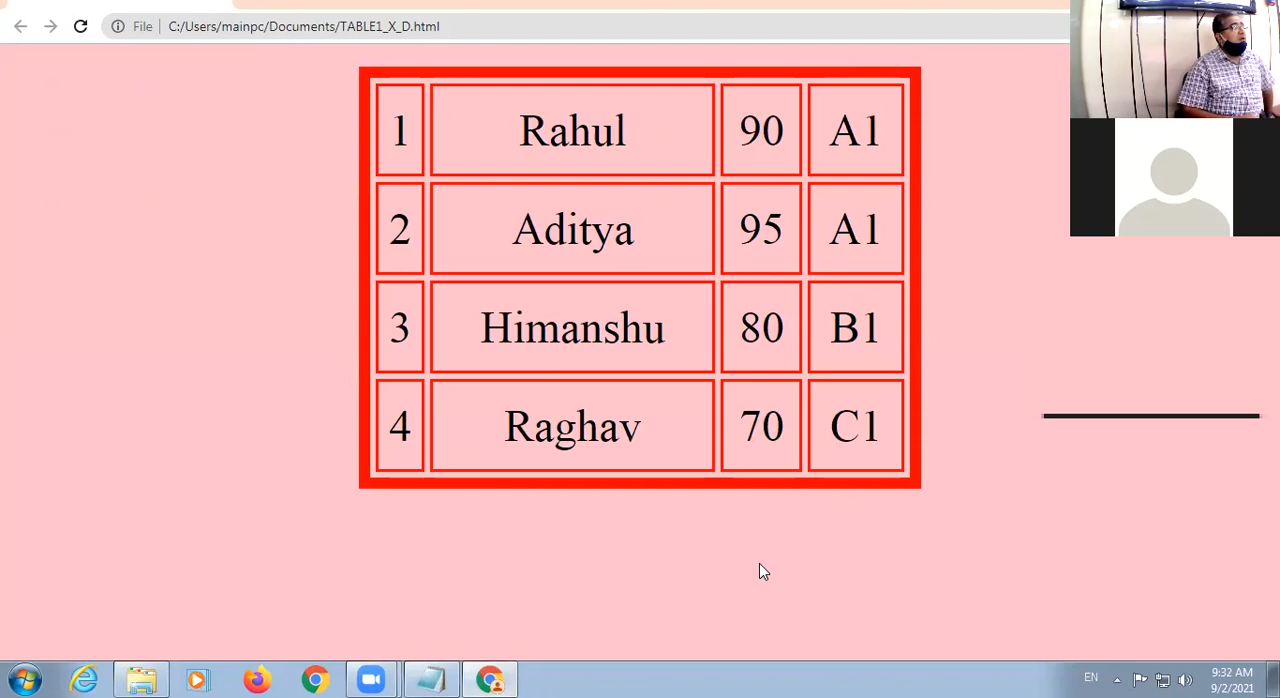 File C:/Users/mainpc/Documents/TABLE1_X_D.html
1 Rahul 90 A1
2 Aditya 95 A1
3 Himanshu 80 B1
4 Raghav 70 C1
EN 9:32 AM
9/2/2021